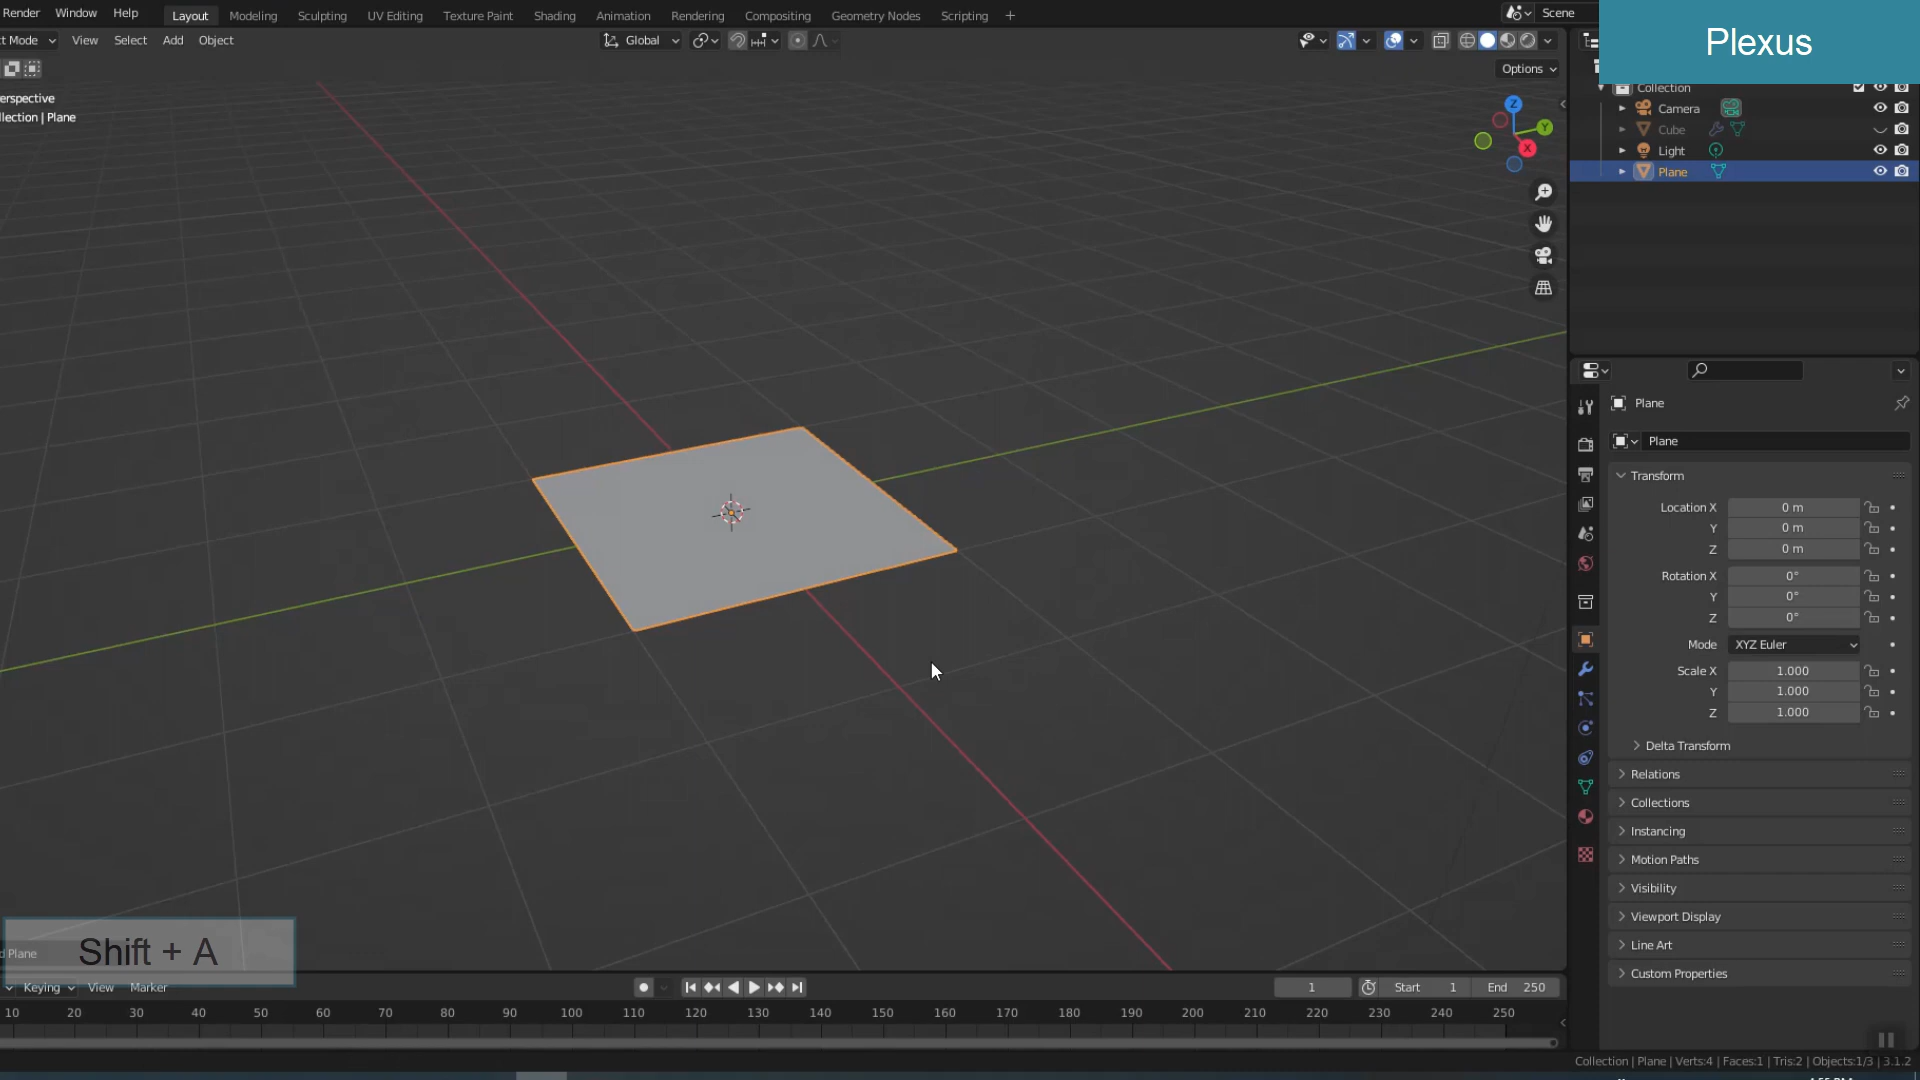 Render Window Help Layout Modeling Sculpting UV Editing Texture Paint Shading Animation Rendering Compositing Geometry Nodes Scripting + Scene
Plexus
ct Mode View Select Add Object Global
Options
erspective
llection | Plane
Z
Y
X
Collection
Camera
Cube
Light
Plane
Plane
Plane
Transform
Location X 0 m
Y 0 m
Z 0 m
Rotation X 0°
Y 0°
Z 0°
Mode XYZ Euler
Scale X 1.000
Y 1.000
Z 1.000
Delta Transform
Relations
Collections
Instancing
Motion Paths
Visibility
Viewport Display
Line Art
Custom Properties
d Plane
Shift + A
Keying View Marker 1 Start 1 End 250
10 20 30 40 50 60 70 80 90 100 110 120 130 140 150 160 170 180 190 200 210 220 230 240 250
Collection | Plane | Verts:4 | Faces:1 | Tris:2 | Objects:1/3 | 3.1.2